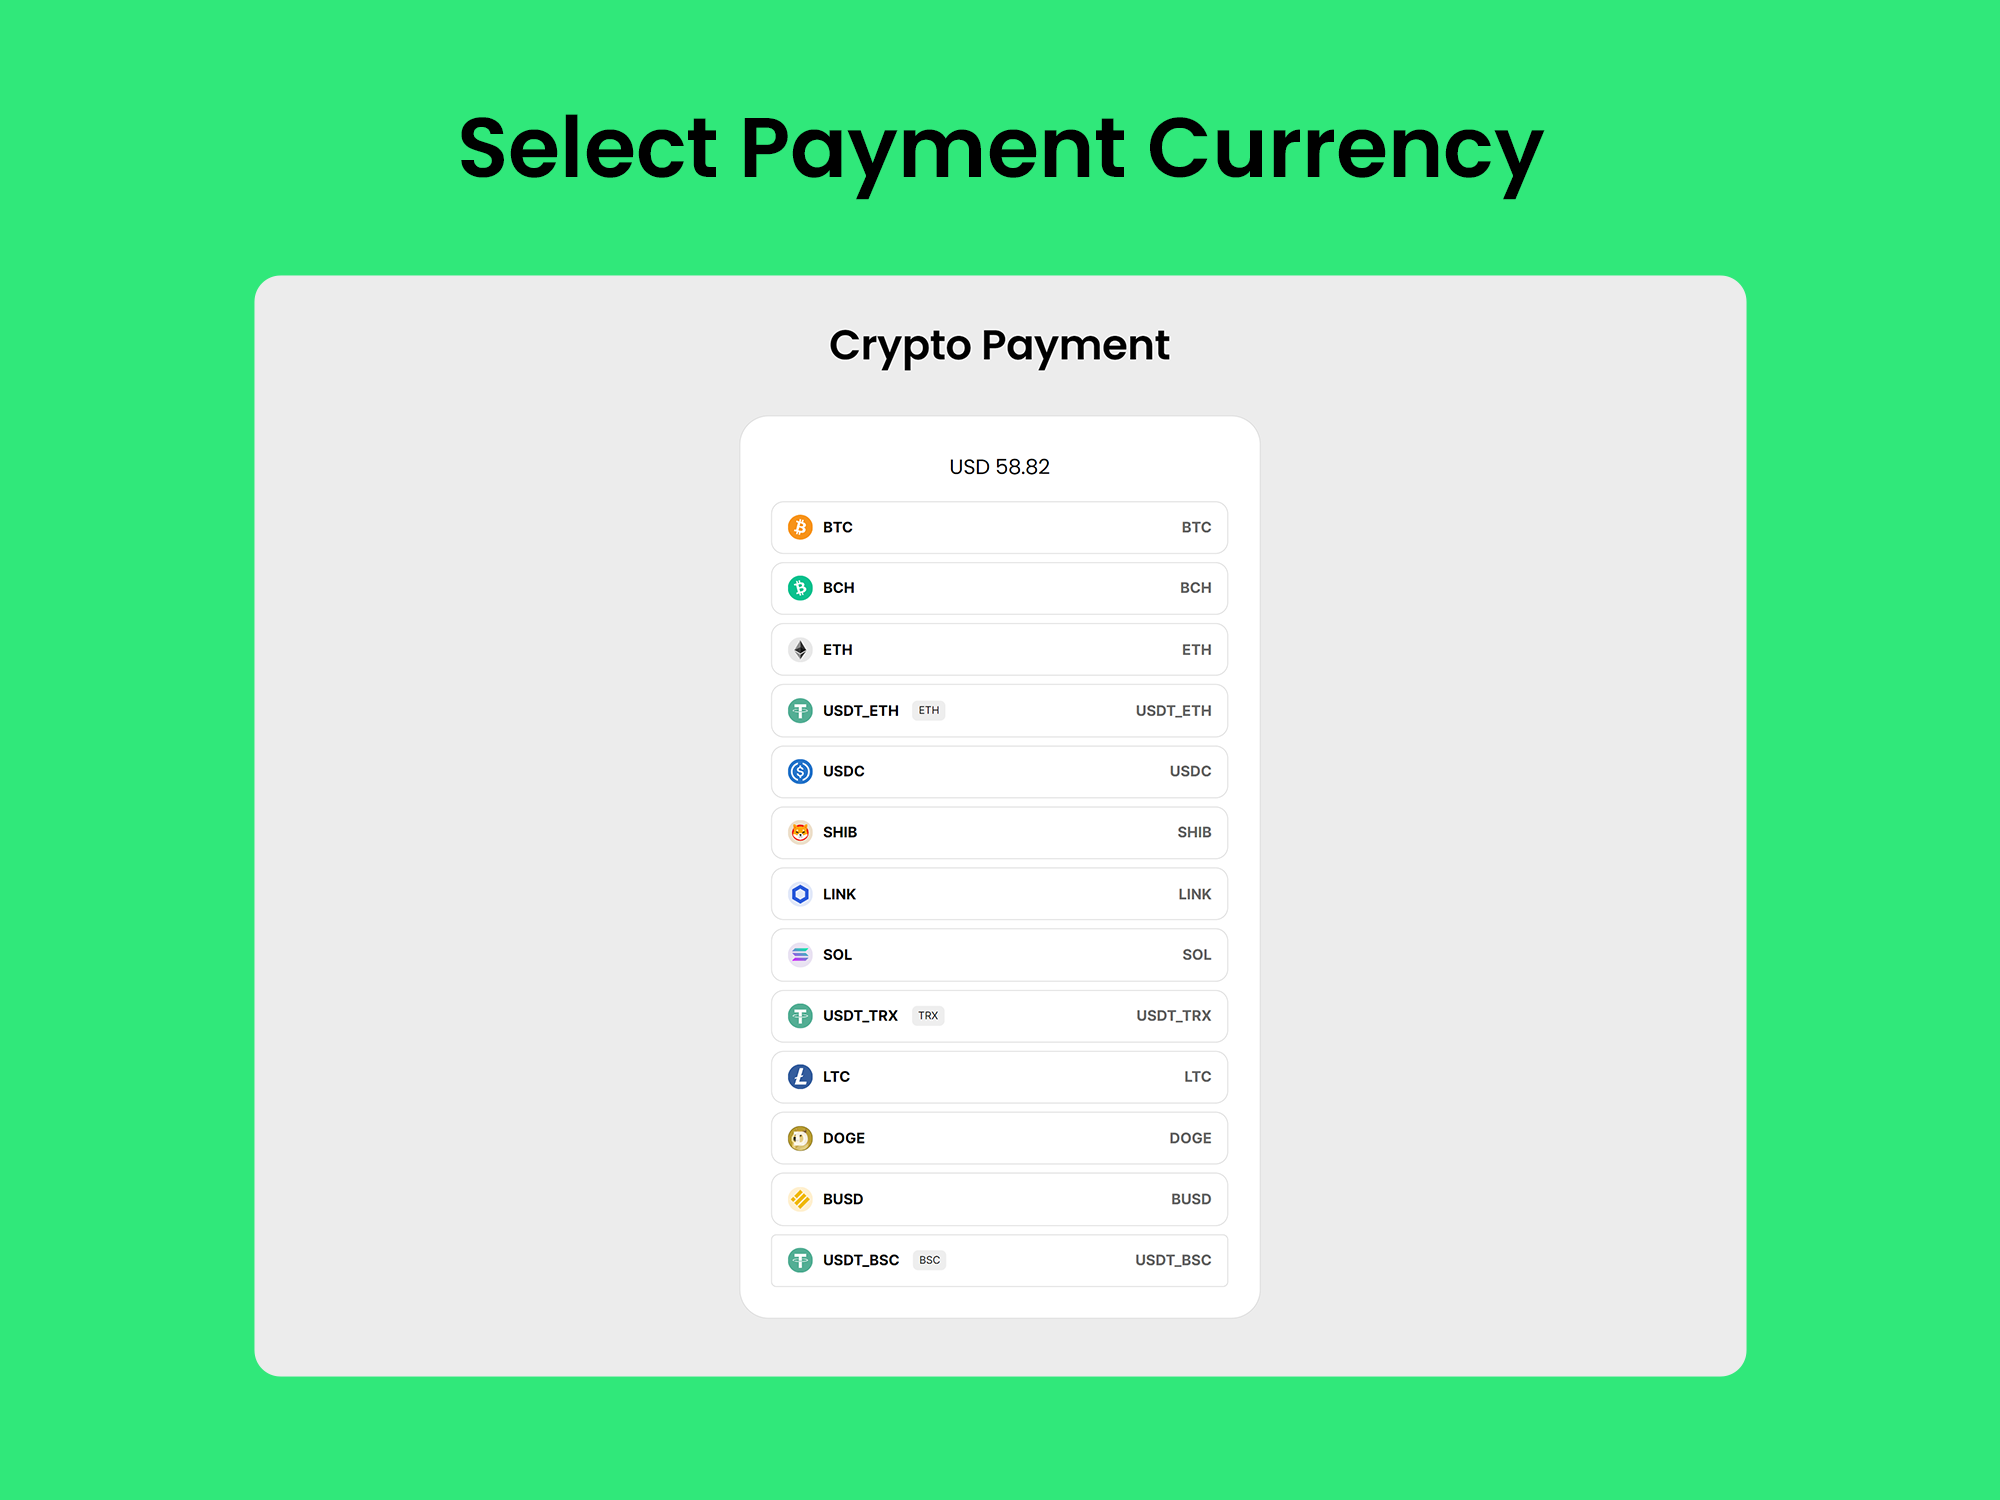 Select Payment Currency
Crypto Payment
USD 58.82
BTC BTC
BCH BCH
ETH ETH
USDT_ETH ETH USDT_ETH
USDC USDC
SHIB SHIB
LINK LINK
SOL SOL
USDT_TRX TRX USDT_TRX
LTC LTC
DOGE DOGE
BUSD BUSD
USDT_BSC BSC USDT_BSC